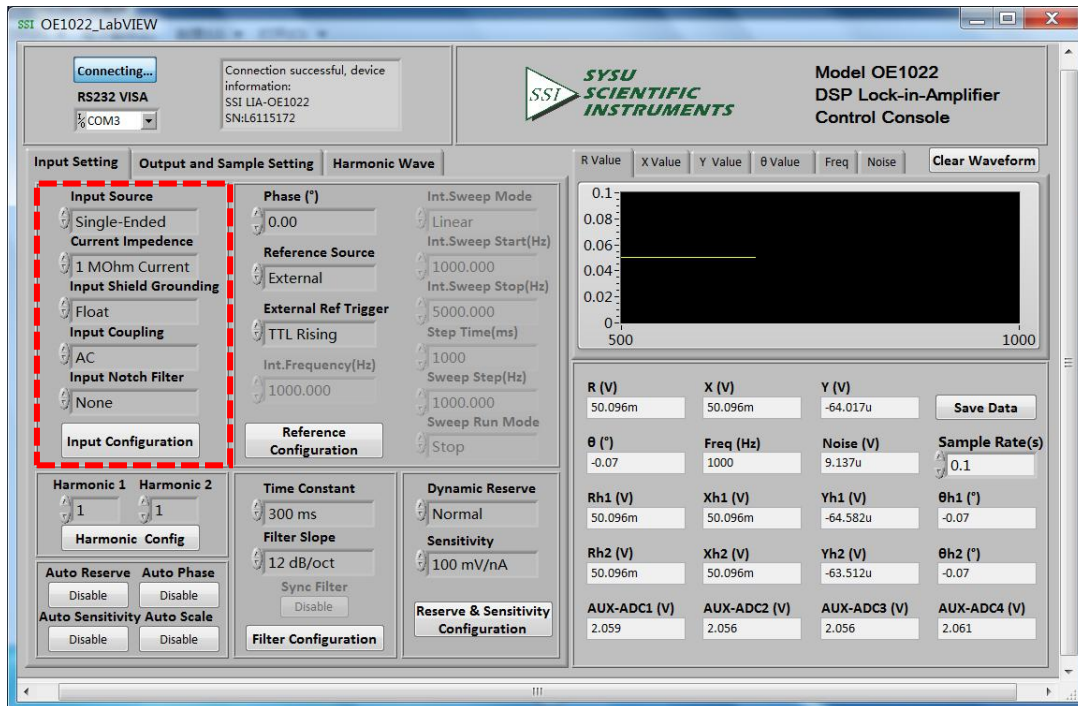 SSI OE1022_LabVIEW
Connecting...
RS232 VISA
COM3
Connection successful, device
information:
SSI LIA-OE1022
SN:L6115172
SSI
SYSU
SCIENTIFIC
INSTRUMENTS
Model OE1022
DSP Lock-in-Amplifier
Control Console
Input Setting Output and Sample Setting Harmonic Wave
Input Source
Single-Ended
Current Impedance
1 MOhm Current
Input Shield Grounding
Float
Input Coupling
AC
Input Notch Filter
None
Input Configuration
Phase (°)
0.00
Reference Source
External
External Ref Trigger
TTL Rising
Int.Frequency(Hz)
1000.000
Reference
Configuration
Int.Sweep Mode
Linear
Int.Sweep Start(Hz)
1000.000
Int.Sweep Stop(Hz)
5000.000
Step Time(ms)
1000
Sweep Step(Hz)
1000.000
Sweep Run Mode
Stop
Harmonic 1 Harmonic 2
1 1
Harmonic Config
Auto Reserve Auto Phase
Disable Disable
Auto Sensitivity Auto Scale
Disable Disable
Time Constant
300 ms
Filter Slope
12 dB/oct
Sync Filter
Disable
Filter Configuration
Dynamic Reserve
Normal
Sensitivity
100 mV/nA
Reserve & Sensitivity
Configuration
R Value X Value Y Value θ Value Freq Noise Clear Waveform
0.1
0.08
0.06
0.04
0.02
0
500 1000
R (V) X (V) Y (V)
50.096m 50.096m -64.017u Save Data
θ (°) Freq (Hz) Noise (V) Sample Rate(s)
-0.07 1000 9.137u 0.1
Rh1 (V) Xh1 (V) Yh1 (V) θh1 (°)
50.096m 50.096m -64.582u -0.07
Rh2 (V) Xh2 (V) Yh2 (V) θh2 (°)
50.096m 50.096m -63.512u -0.07
AUX-ADC1 (V) AUX-ADC2 (V) AUX-ADC3 (V) AUX-ADC4 (V)
2.059 2.056 2.056 2.061